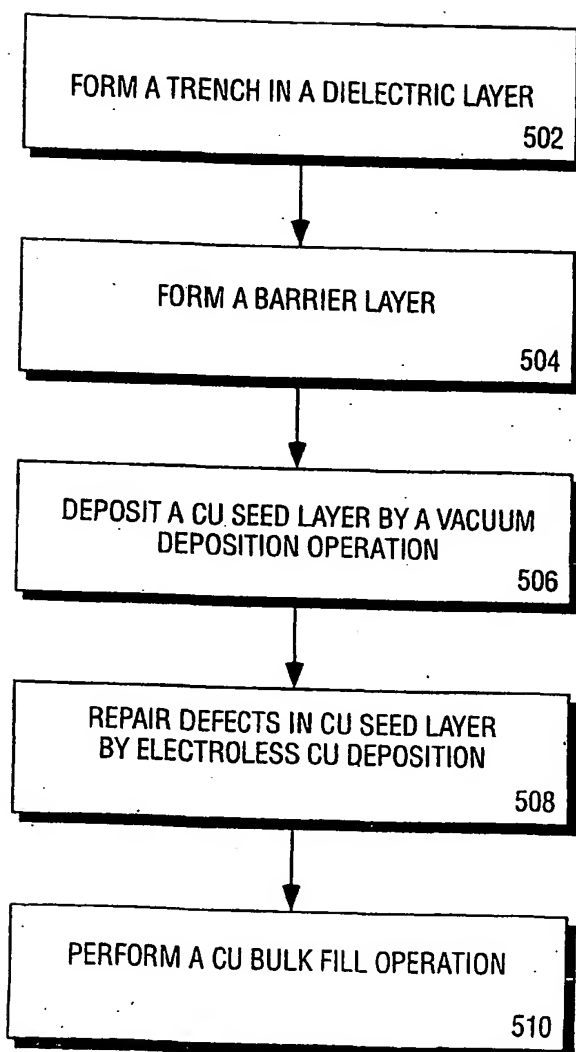 FORM A TRENCH IN A DIELECTRIC LAYER
502
FORM A BARRIER LAYER
504
DEPOSIT A CU SEED LAYER BY A VACUUM
DEPOSITION OPERATION
506
REPAIR DEFECTS IN CU SEED LAYER
BY ELECTROLESS CU DEPOSITION
508
PERFORM A CU BULK FILL OPERATION
510